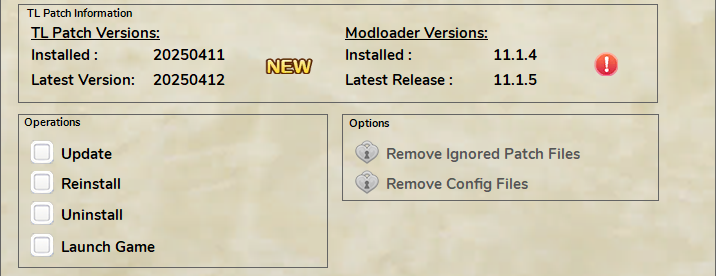 TL Patch Information
TL Patch Versions:
Installed : 20250411
Latest Version: 20250412
NEW
Modloader Versions:
Installed : 11.1.4
Latest Release : 11.1.5
!
Operations
Update
Reinstall
Uninstall
Launch Game
Options
Remove Ignored Patch Files
Remove Config Files